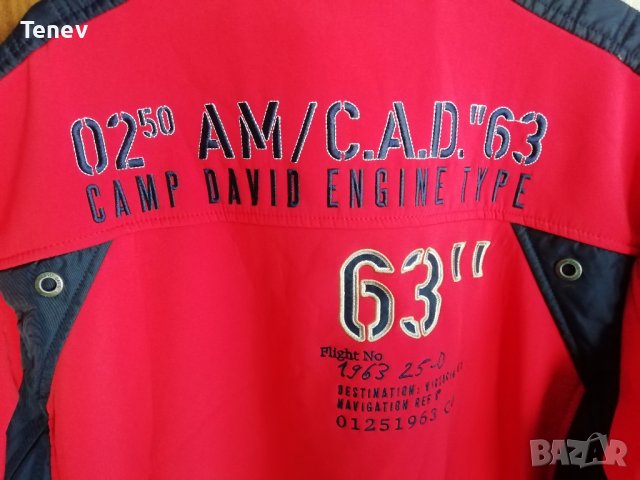 Tenev
02⁵⁰ AM/C.A.D."63
CAMP DAVID ENGINE TYPE
63"
Flight No
1963 25-D
DESTINATION:
NAVIGATION REF
01251963
BAZAR